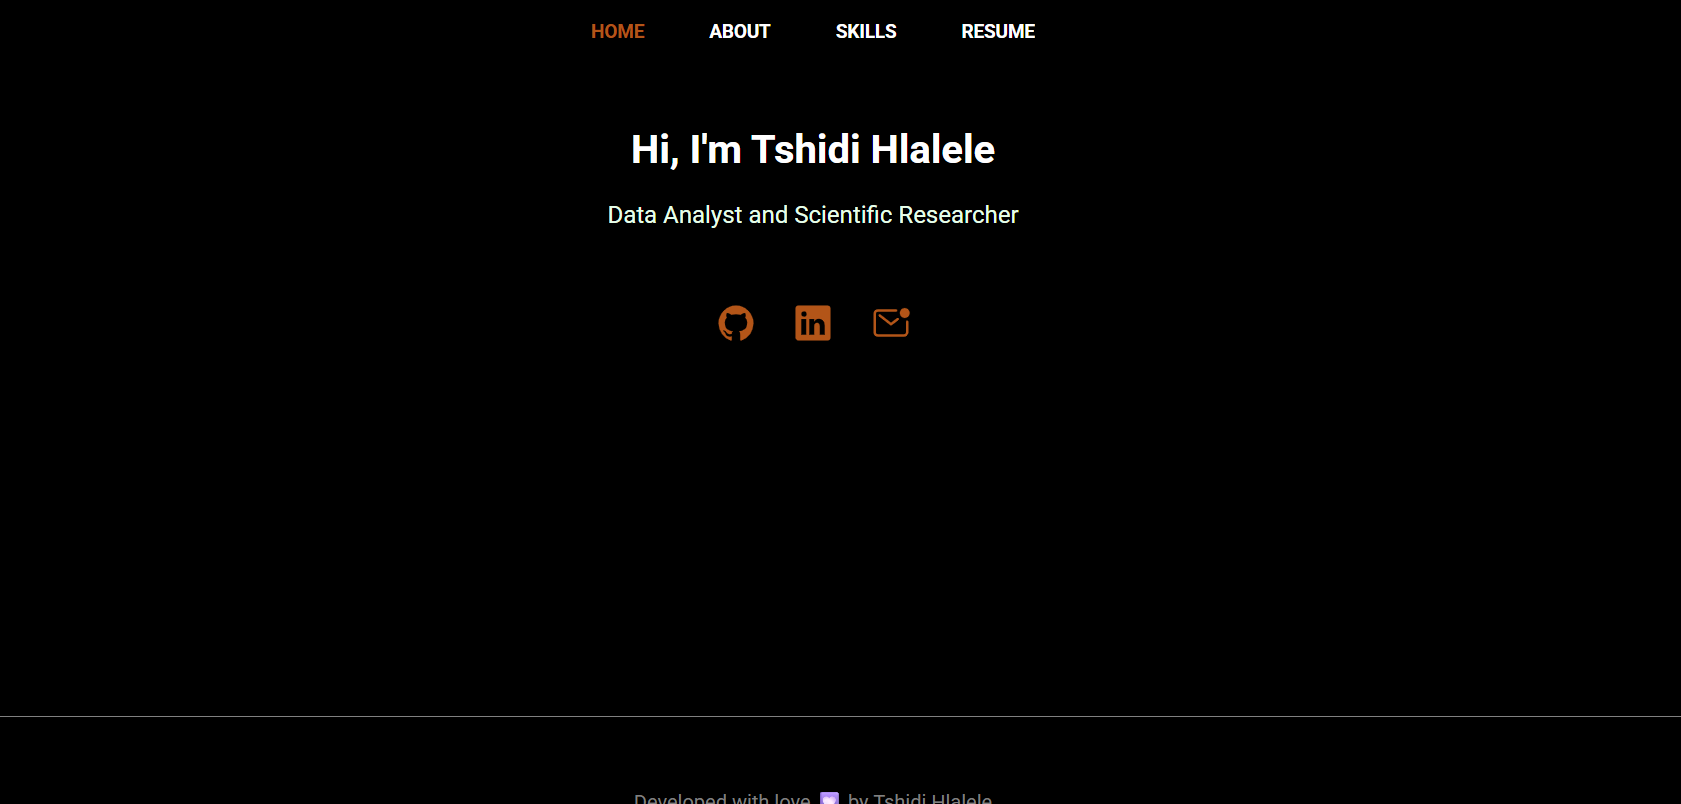 HOME ABOUT SKILLS RESUME
Hi, I'm Tshidi Hlalele
Data Analyst and Scientific Researcher
in
Developed with love 💟 by Tshidi Hlalele